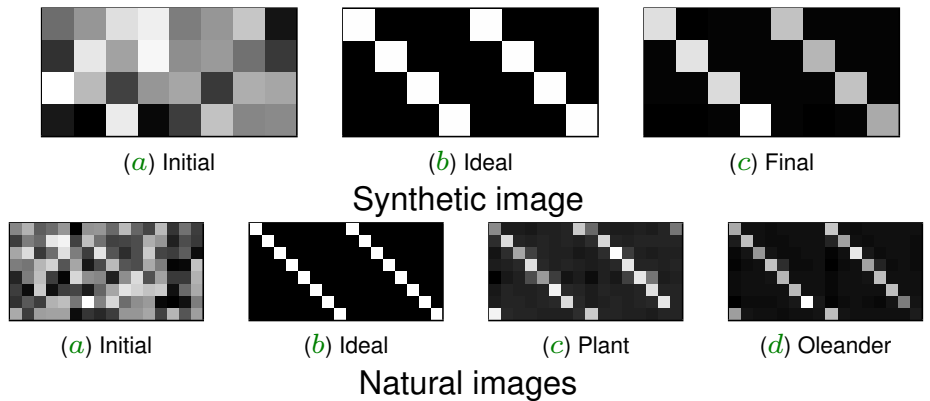 (a) Initial (b) Ideal (c) Final
Synthetic image
(a) Initial (b) Ideal (c) Plant (d) Oleander
Natural images